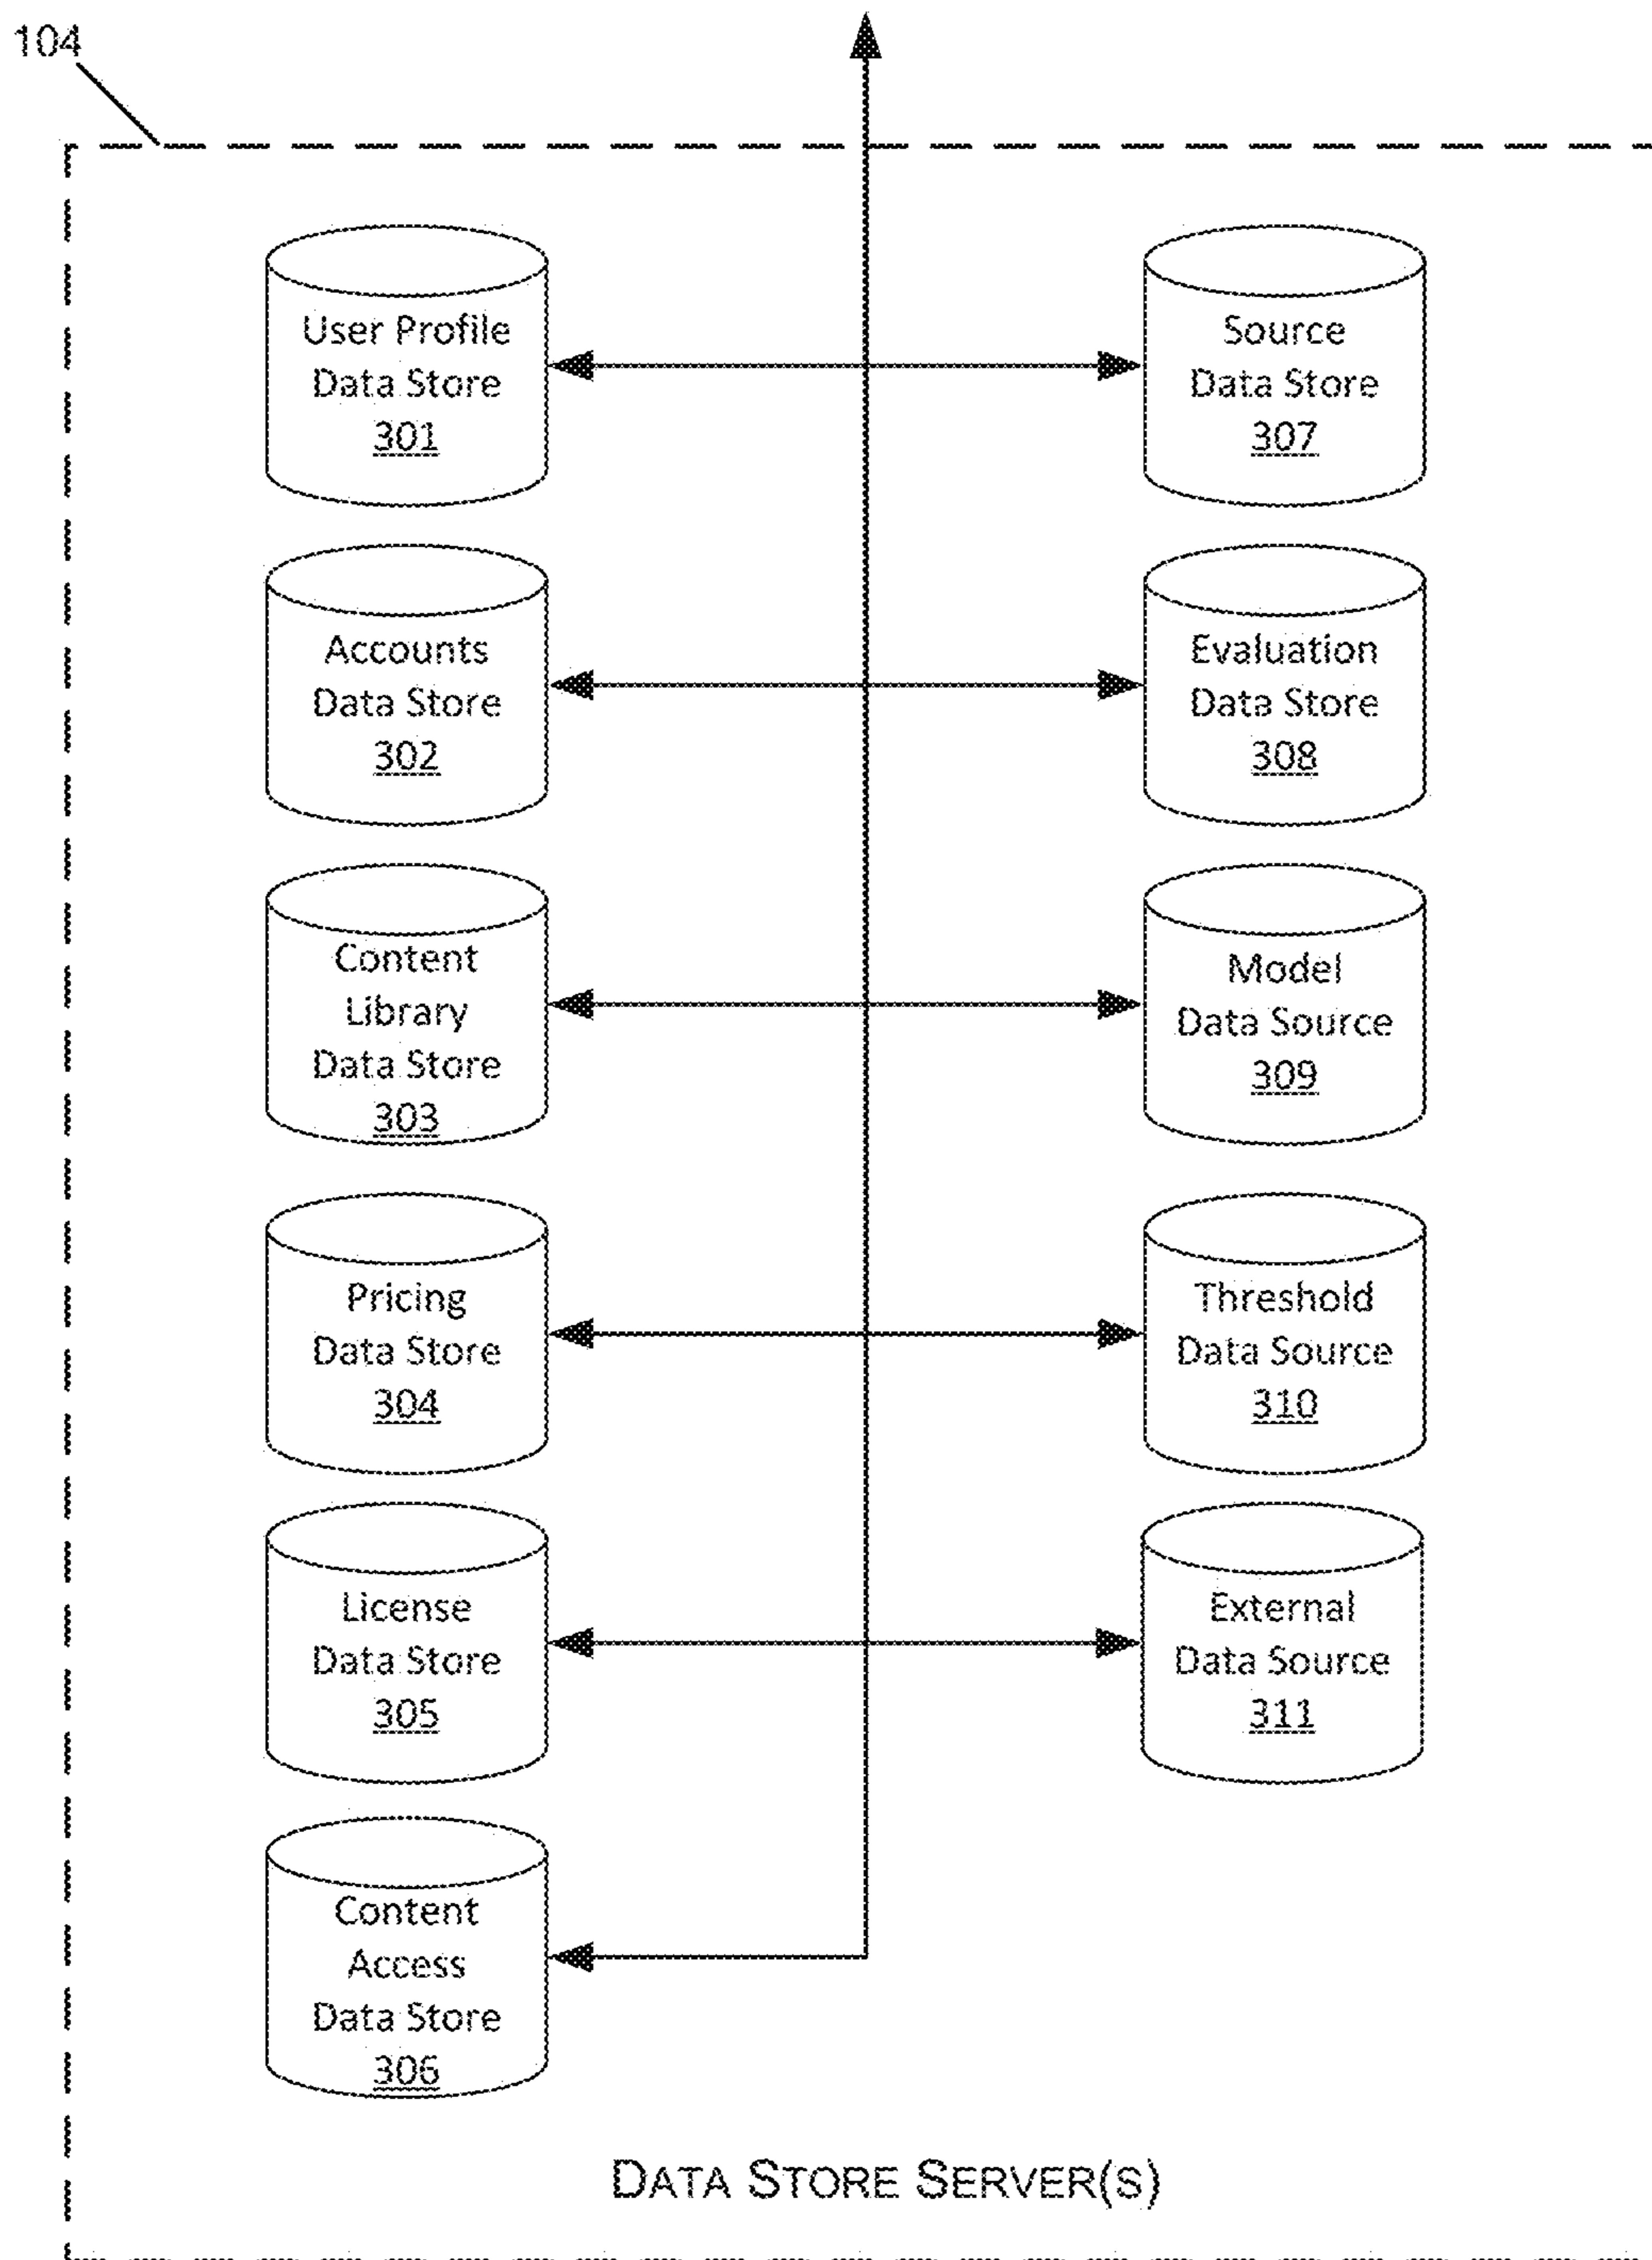 104
User Profile
Data Store
301
Source
Data Store
307
Accounts
Data Store
302
Evaluation
Data Store
308
Content
Library
Data Store
303
Model
Data Source
309
Pricing
Data Store
304
Threshold
Data Source
310
License
Data Store
305
External
Data Source
311
Content
Access
Data Store
306
DATA STORE SERVER(S)